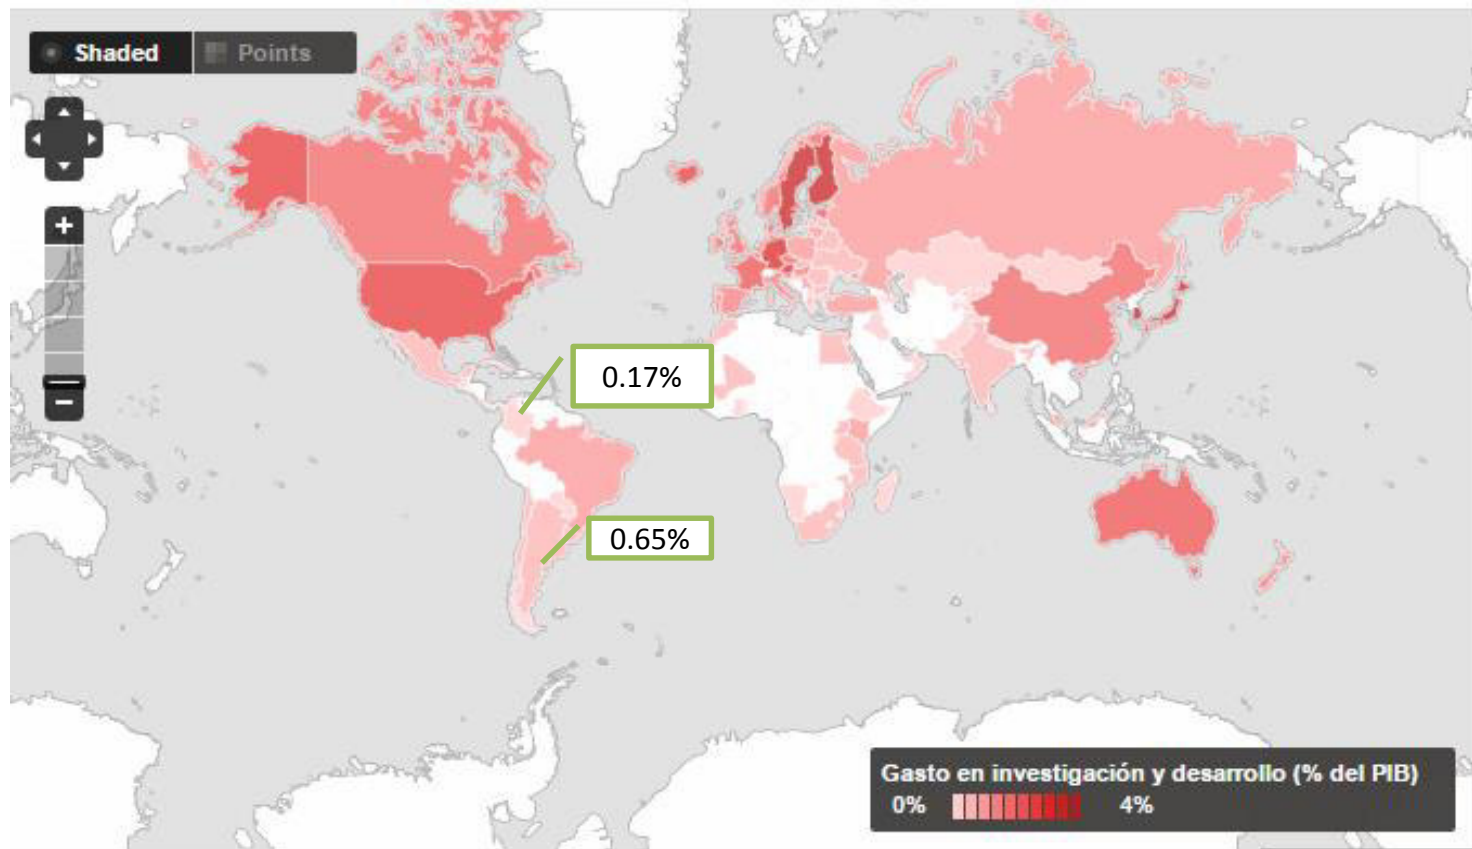 Shaded
Points
+
−
0.17%
0.65%
Gasto en investigación y desarrollo (% del PIB)
0%
4%